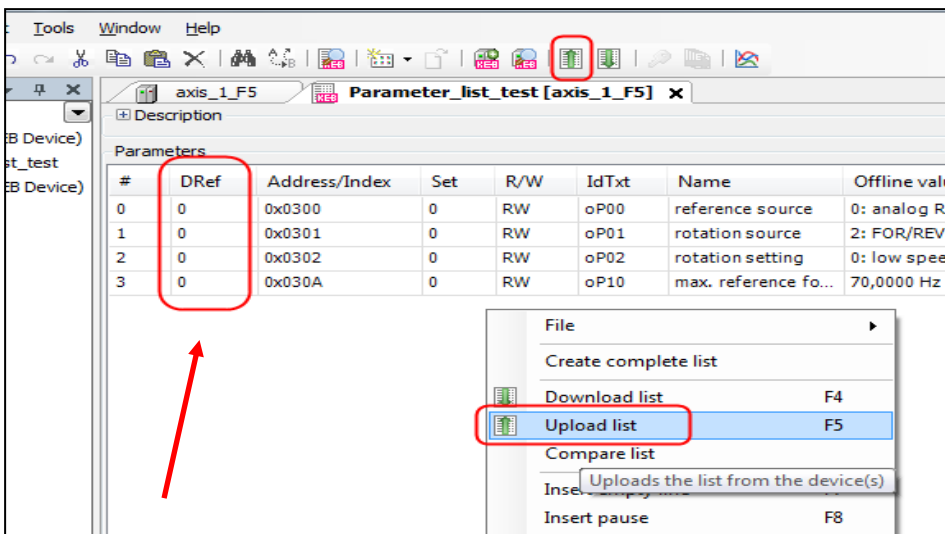 Tools Window Help
axis_1_F5 Parameter_list_test [axis_1_F5]
Description
EB Device)
st_test
EB Device)
Parameters
# DRef Address/Index Set R/W IdTxt Name Offline val
0 0 0x0300 0 RW oP00 reference source 0: analog R
1 0 0x0301 0 RW oP01 rotation source 2: FOR/REV
2 0 0x0302 0 RW oP02 rotation setting 0: low spee
3 0 0x030A 0 RW oP10 max. reference fo... 70,0000 Hz
File
Create complete list
Download list F4
Upload list F5
Compare list
Uploads the list from the device(s)
Insert pause F8